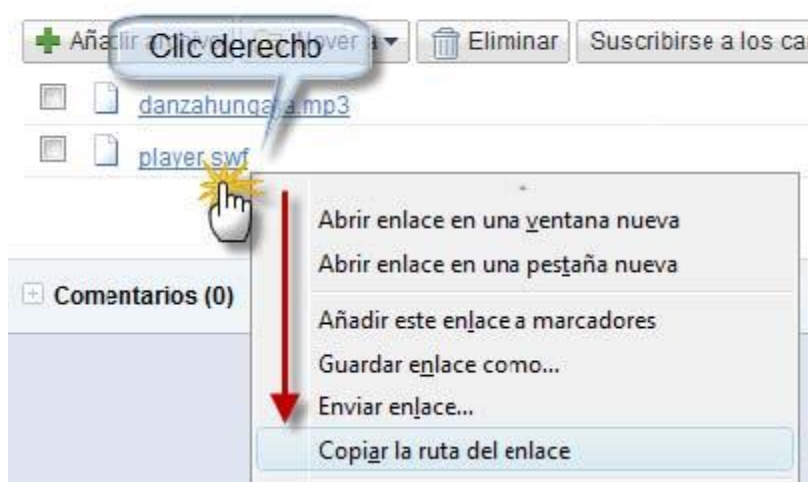 Añadir archivo Mover a Eliminar Suscribirse a los ca
Clic derecho
danzahungara.mp3
player.swf
Abrir enlace en una ventana nueva
Abrir enlace en una pestaña nueva
Comentarios (0)
Añadir este enlace a marcadores
Guardar enlace como...
Enviar enlace...
Copiar la ruta del enlace